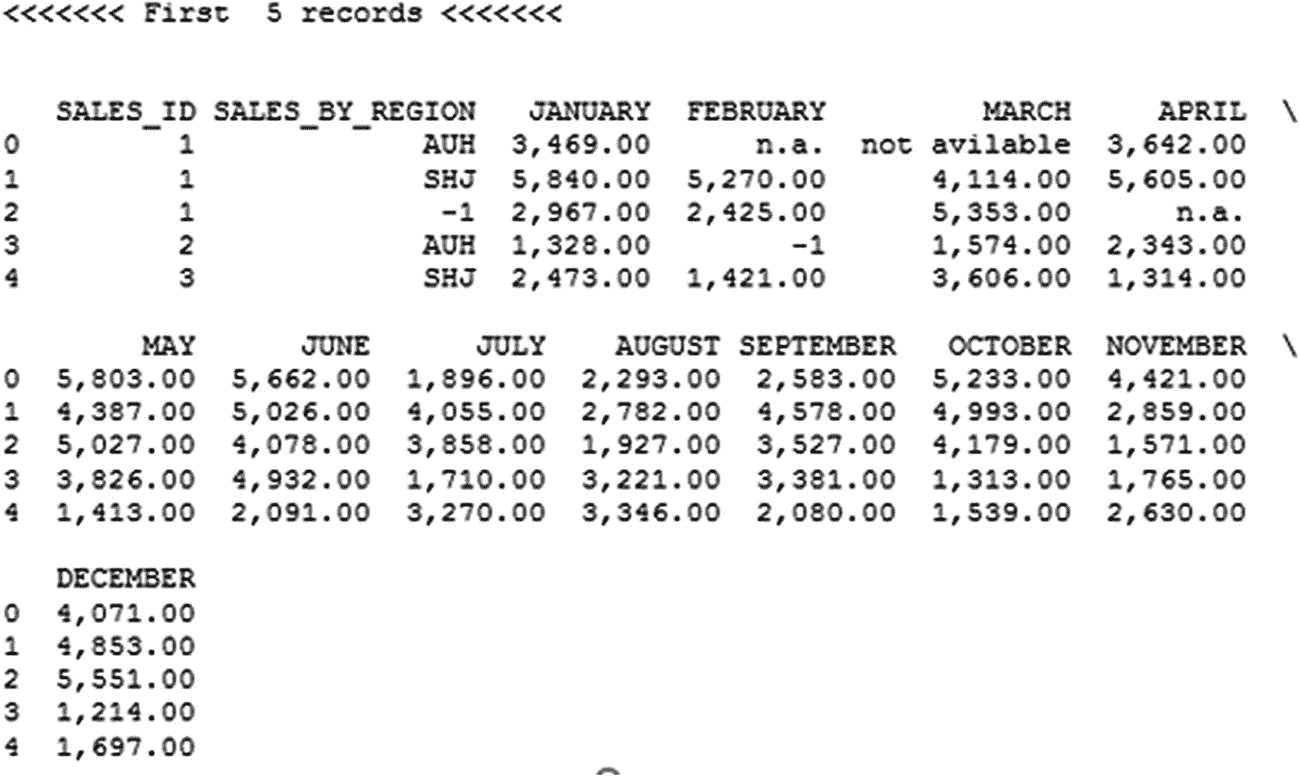 <<<<<<< First  5 records <<<<<<<
   SALES_ID SALES_BY_REGION   JANUARY  FEBRUARY         MARCH     APRIL  \
0         1             AUH  3,469.00      n.a.  not avilable  3,642.00
1         1             SHJ  5,840.00  5,270.00      4,114.00  5,605.00
2         1              -1  2,967.00  2,425.00      5,353.00      n.a.
3         2             AUH  1,328.00        -1      1,574.00  2,343.00
4         3             SHJ  2,473.00  1,421.00      3,606.00  1,314.00
        MAY      JUNE      JULY    AUGUST SEPTEMBER   OCTOBER  NOVEMBER  \
0  5,803.00  5,662.00  1,896.00  2,293.00  2,583.00  5,233.00  4,421.00
1  4,387.00  5,026.00  4,055.00  2,782.00  4,578.00  4,993.00  2,859.00
2  5,027.00  4,078.00  3,858.00  1,927.00  3,527.00  4,179.00  1,571.00
3  3,826.00  4,932.00  1,710.00  3,221.00  3,381.00  1,313.00  1,765.00
4  1,413.00  2,091.00  3,270.00  3,346.00  2,080.00  1,539.00  2,630.00
   DECEMBER
0  4,071.00
1  4,853.00
2  5,551.00
3  1,214.00
4  1,697.00